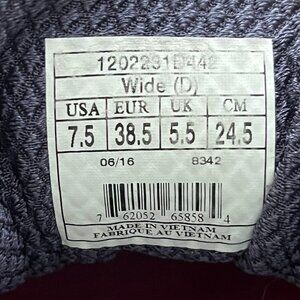 1202231D442
Wide (D)
USA EUR UK CM
7.5 38.5 5.5 24.5
06/16 8342
7 62052 65858 4
MADE IN VIETNAM
FABRIQUE AU VIETNAM